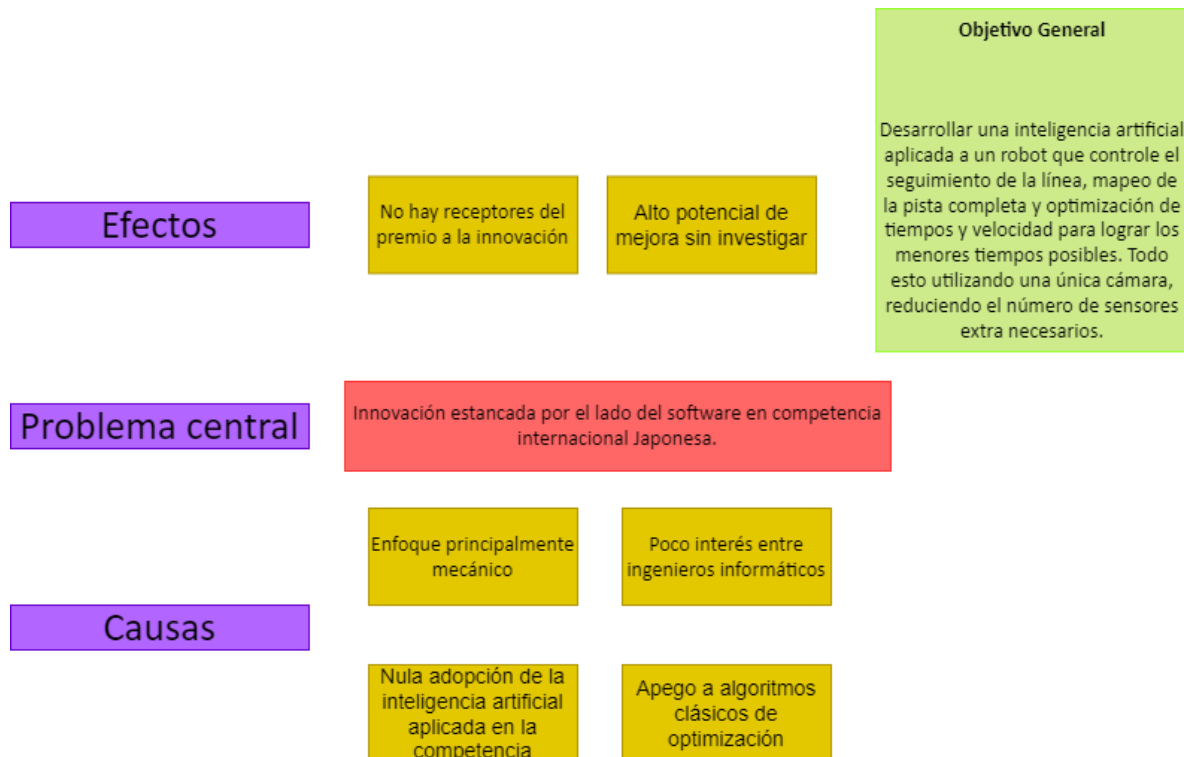 Objetivo General
Desarrollar una inteligencia artificial
aplicada a un robot que controle el
seguimiento de la línea, mapeo de
la pista completa y optimización de
tiempos y velocidad para lograr los
menores tiempos posibles. Todo
esto utilizando una única cámara,
reduciendo el número de sensores
extra necesarios.
Efectos
No hay receptores del
premio a la innovación
Alto potencial de
mejora sin investigar
Problema central
Innovación estancada por el lado del software en competencia
internacional Japonesa.
Causas
Enfoque principalmente
mecánico
Poco interés entre
ingenieros informáticos
Nula adopción de la
inteligencia artificial
aplicada en la
competencia
Apego a algoritmos
clásicos de
optimización